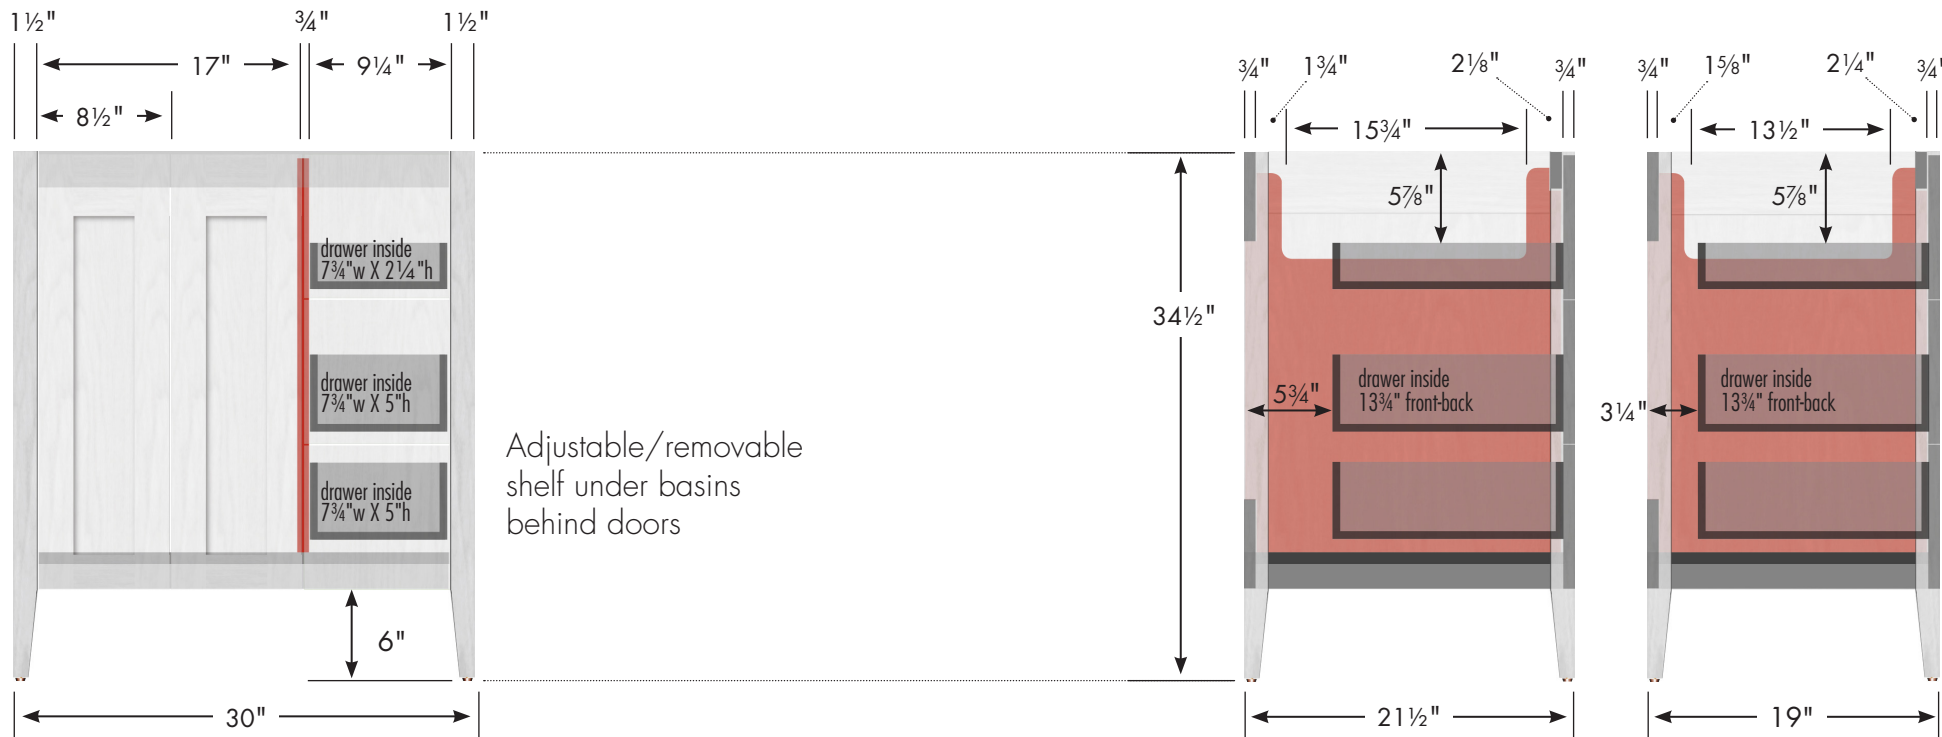 1½" ¾" 1½"
17" 9¼"
8½"
drawer inside
7¾"w X 2¼"h
drawer inside
7¾"w X 5"h
drawer inside
7¾"w X 5"h
6"
30"
Adjustable/removable
shelf under basins
behind doors
34½"
¾" 1¾" 2⅛" ¾"
15¾"
5⅞"
5¾"
drawer inside
13¾" front-back
21½"
¾" 1⅝" 2¼" ¾"
13½"
5⅞"
3¼"
drawer inside
13¾" front-back
19"